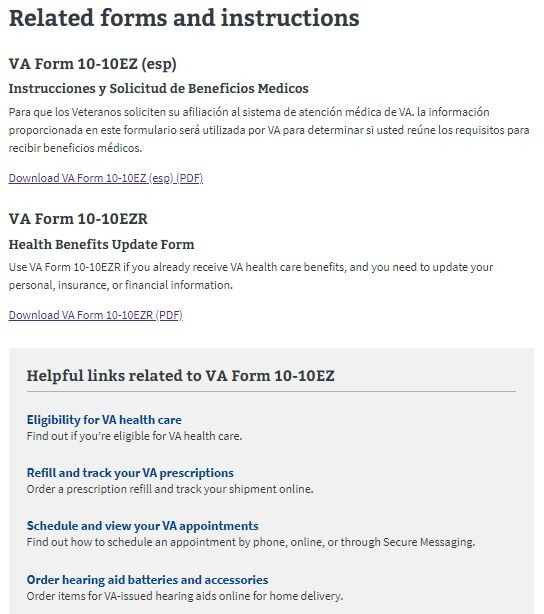 Related forms and instructions
VA Form 10-10EZ (esp)
Instrucciones y Solicitud de Beneficios Medicos
Para que los Veteranos soliciten su afiliación al sistema de atención médica de VA. la información
proporcionada en este formulario será utilizada por VA para determinar si usted reúne los requisitos para
recibir beneficios médicos.
Download VA Form 10-10EZ (esp) (PDF)
VA Form 10-10EZR
Health Benefits Update Form
Use VA Form 10-10EZR if you already receive VA health care benefits, and you need to update your
personal, insurance, or financial information.
Download VA Form 10-10EZR (PDF)
Helpful links related to VA Form 10-10EZ
Eligibility for VA health care
Find out if you’re eligible for VA health care.
Refill and track your VA prescriptions
Order a prescription refill and track your shipment online.
Schedule and view your VA appointments
Find out how to schedule an appointment by phone, online, or through Secure Messaging.
Order hearing aid batteries and accessories
Order items for VA-issued hearing aids online for home delivery.